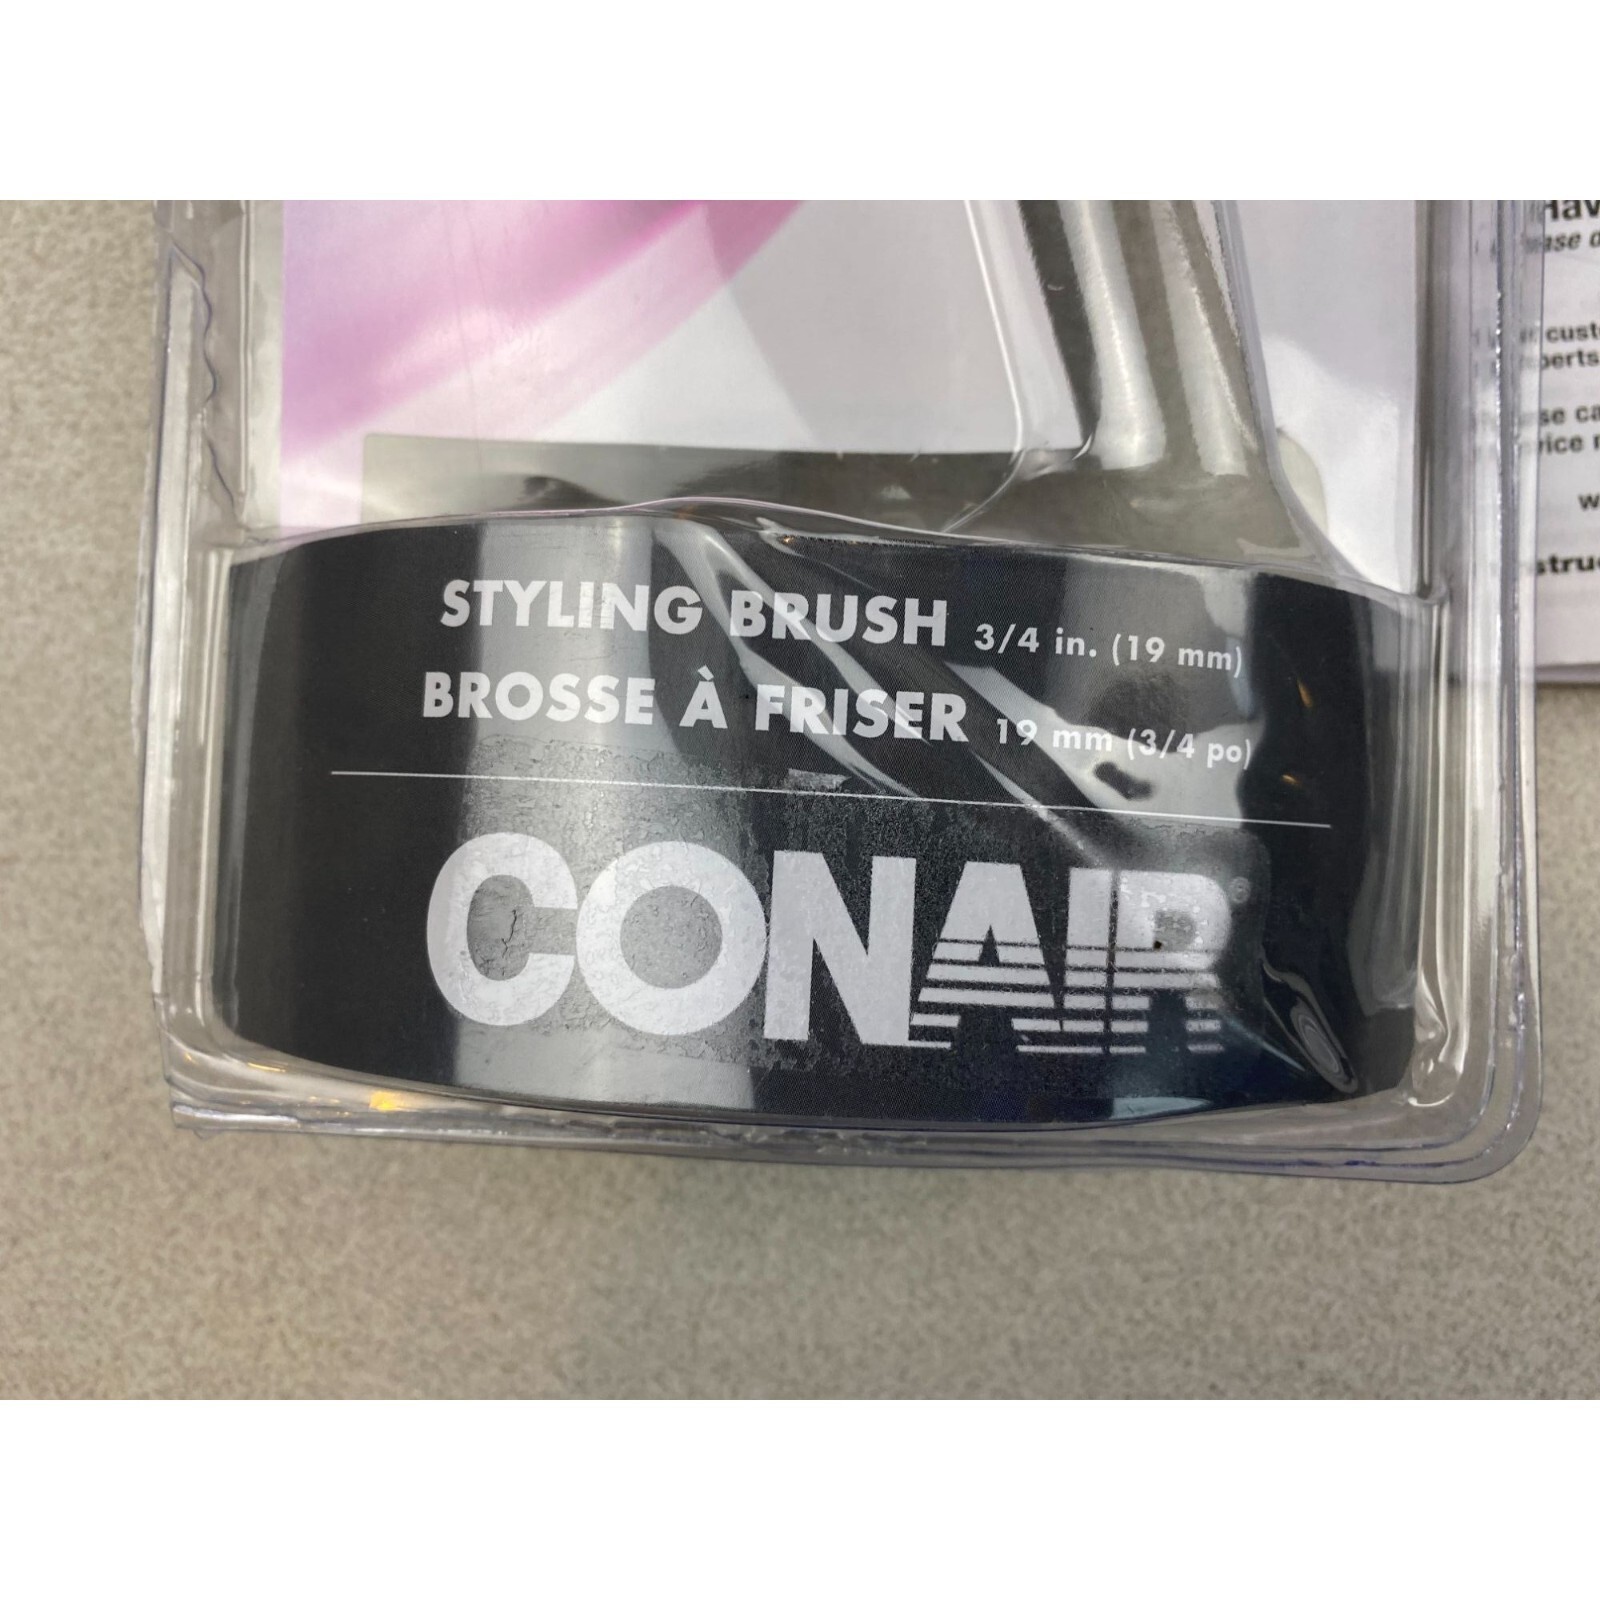 STYLING BRUSH 3/4 in. (19 mm)
BROSSE À FRISER 19 mm (3/4 po)
CONAIR®